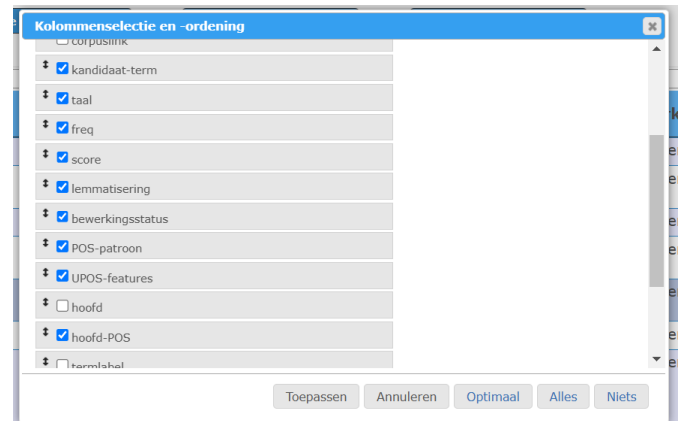 Kolommenselectie en -ordening
corpuslink
kandidaat-term
taal
freq
score
lemmatisering
bewerkingsstatus
POS-patroon
UPOS-features
hoofd
hoofd-POS
termlabel
Toepassen Annuleren Optimaal Alles Niets